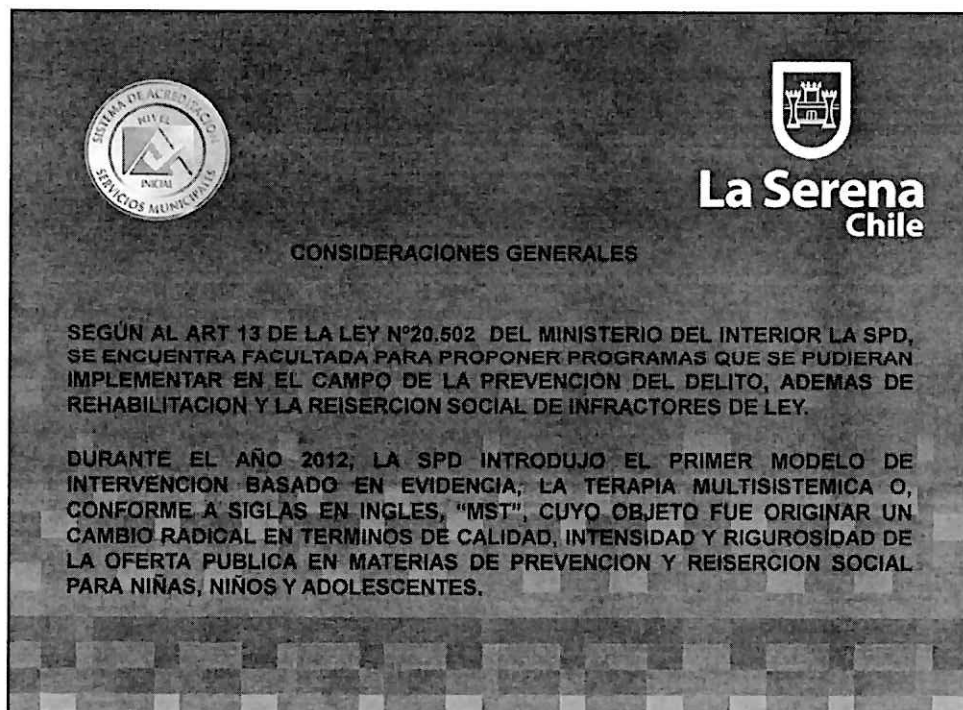 SISTEMA DE ACREDITACIÓN
NIVEL
INICIAL
SERVICIOS MUNICIPALES
La Serena
Chile
CONSIDERACIONES GENERALES
SEGÚN AL ART 13 DE LA LEY Nº20.502 DEL MINISTERIO DEL INTERIOR LA SPD,
SE ENCUENTRA FACULTADA PARA PROPONER PROGRAMAS QUE SE PUDIERAN
IMPLEMENTAR EN EL CAMPO DE LA PREVENCION DEL DELITO, ADEMAS DE
REHABILITACION Y LA REISERCION SOCIAL DE INFRACTORES DE LEY.
DURANTE EL AÑO 2012, LA SPD INTRODUJO EL PRIMER MODELO DE
INTERVENCION BASADO EN EVIDENCIA; LA TERAPIA MULTISISTEMICA O,
CONFORME A SIGLAS EN INGLES, "MST", CUYO OBJETO FUE ORIGINAR UN
CAMBIO RADICAL EN TERMINOS DE CALIDAD, INTENSIDAD Y RIGUROSIDAD DE
LA OFERTA PUBLICA EN MATERIAS DE PREVENCION Y REISERCION SOCIAL
PARA NIÑAS, NIÑOS Y ADOLESCENTES.